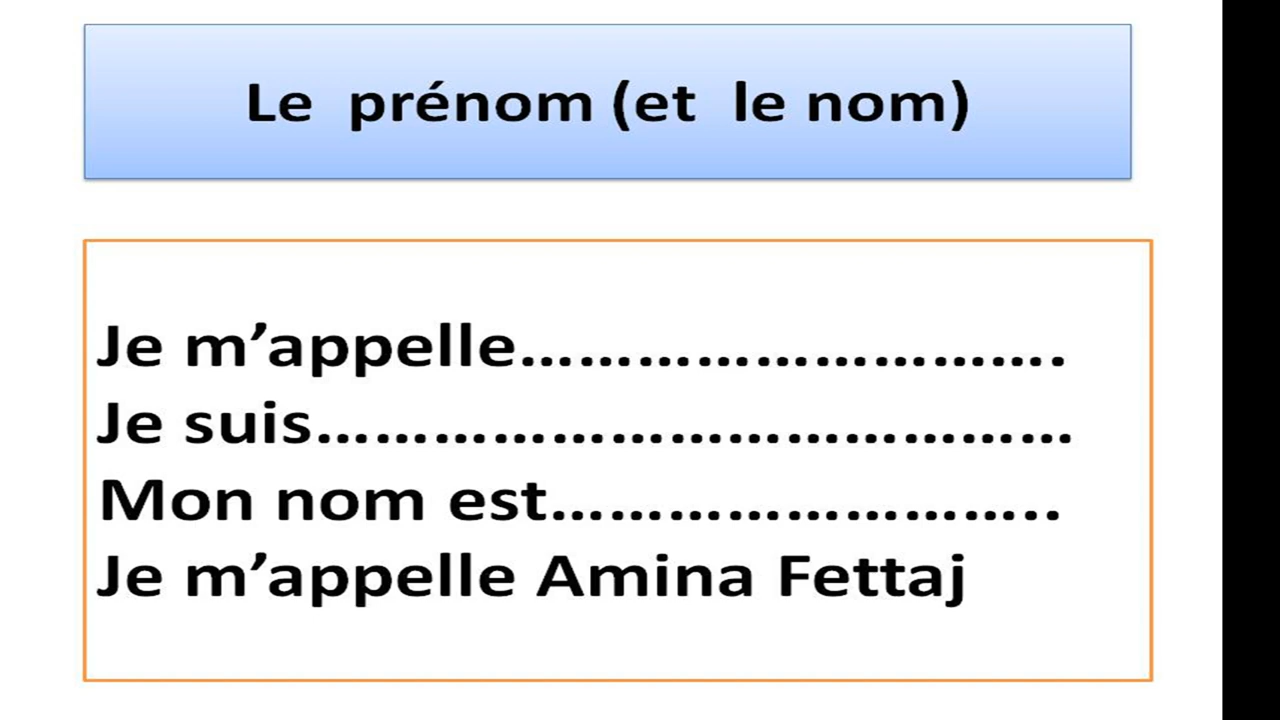 Le prénom (et le nom)
Je m’appelle……………………….
Je suis…………………………………
Mon nom est……………………..
Je m’appelle Amina Fettaj